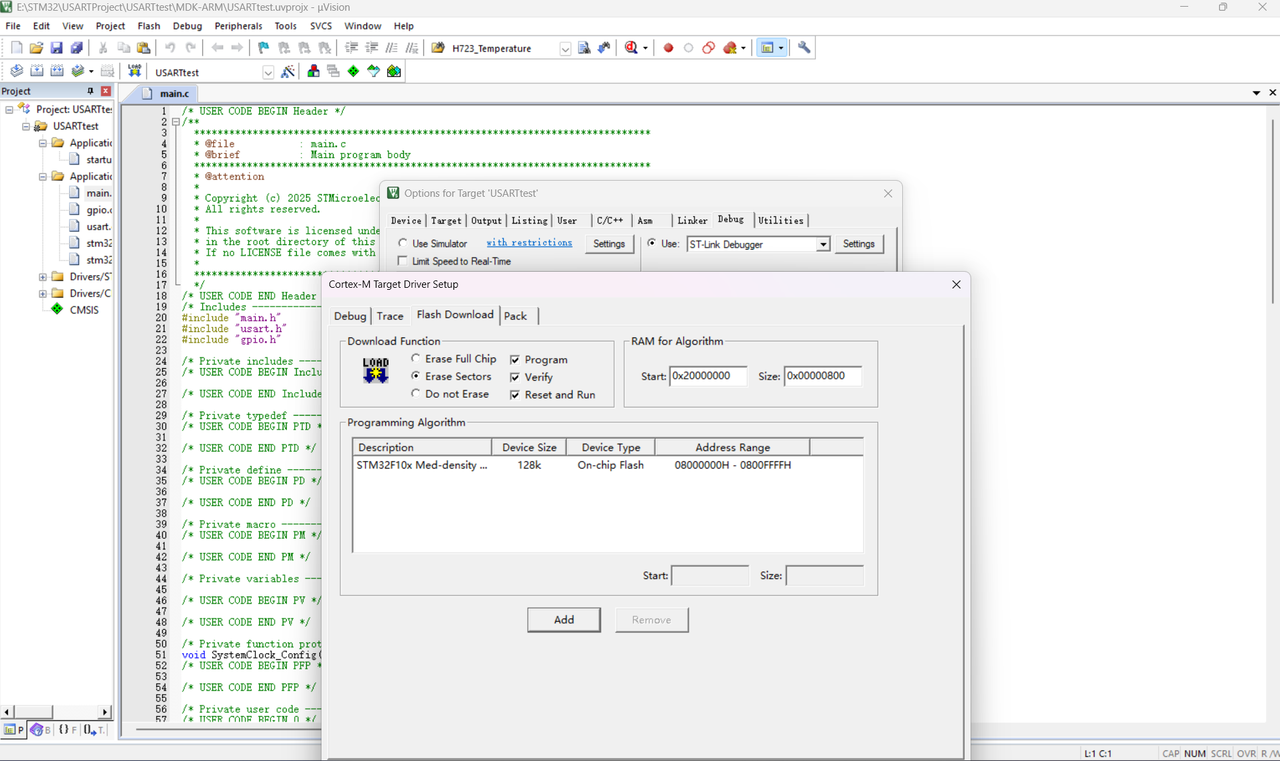 E:\STM32\USARTProject\USARTtest\MDK-ARM\USARTtest.uvprojx - µVision
File Edit View Project Flash Debug Peripherals Tools SVCS Window Help
H723_Temperature
LOAD
USARTtest
Project
main.c
Project: USARTtes
USARTtest
Applicatio
startu
Applicatio
main.
gpio.c
usart.
stm32
stm32
Drivers/ST
Drivers/C
CMSIS
1 /* USER CODE BEGIN Header */
2 /**
3 ******************************************************************************
4 * @file : main.c
5 * @brief : Main program body
6 ******************************************************************************
7 * @attention
8 *
9 * Copyright (c) 2025 STMicroelec
10 * All rights reserved.
11 *
12 * This software is licensed unde
13 * in the root directory of this
14 * If no LICENSE file comes with
15 *
16 ************************
17 */
18 /* USER CODE END Header
19 /* Includes ------------
20 #include "main.h"
21 #include "usart.h"
22 #include "gpio.h"
23
24 /* Private includes ----
25 /* USER CODE BEGIN Inclu
26
27 /* USER CODE END Include
28
29 /* Private typedef -----
30 /* USER CODE BEGIN PTD *
31
32 /* USER CODE END PTD */
33
34 /* Private define ------
35 /* USER CODE BEGIN PD */
36
37 /* USER CODE END PD */
38
39 /* Private macro -------
40 /* USER CODE BEGIN PM */
41
42 /* USER CODE END PM */
43
44 /* Private variables ---
45
46 /* USER CODE BEGIN PV */
47
48 /* USER CODE END PV */
49
50 /* Private function prot
51 void SystemClock_Config(
52 /* USER CODE BEGIN PFP *
53
54 /* USER CODE END PFP */
55
56 /* Private user code ---
57 /* USER CODE BEGIN 0 */
Options for Target 'USARTtest'
Device Target Output Listing User C/C++ Asm Linker Debug Utilities
Use Simulator with restrictions Settings Use: ST-Link Debugger Settings
Limit Speed to Real-Time
Cortex-M Target Driver Setup
Debug Trace Flash Download Pack
Download Function
LOAD
Erase Full Chip Program
Erase Sectors Verify
Do not Erase Reset and Run
RAM for Algorithm
Start: 0x20000000 Size: 0x00000800
Programming Algorithm
Description Device Size Device Type Address Range
STM32F10x Med-density ... 128k On-chip Flash 08000000H - 0800FFFFH
Start: Size:
Add Remove
P B {} F T.
L:1 C:1 CAP NUM SCRL OVR R /W